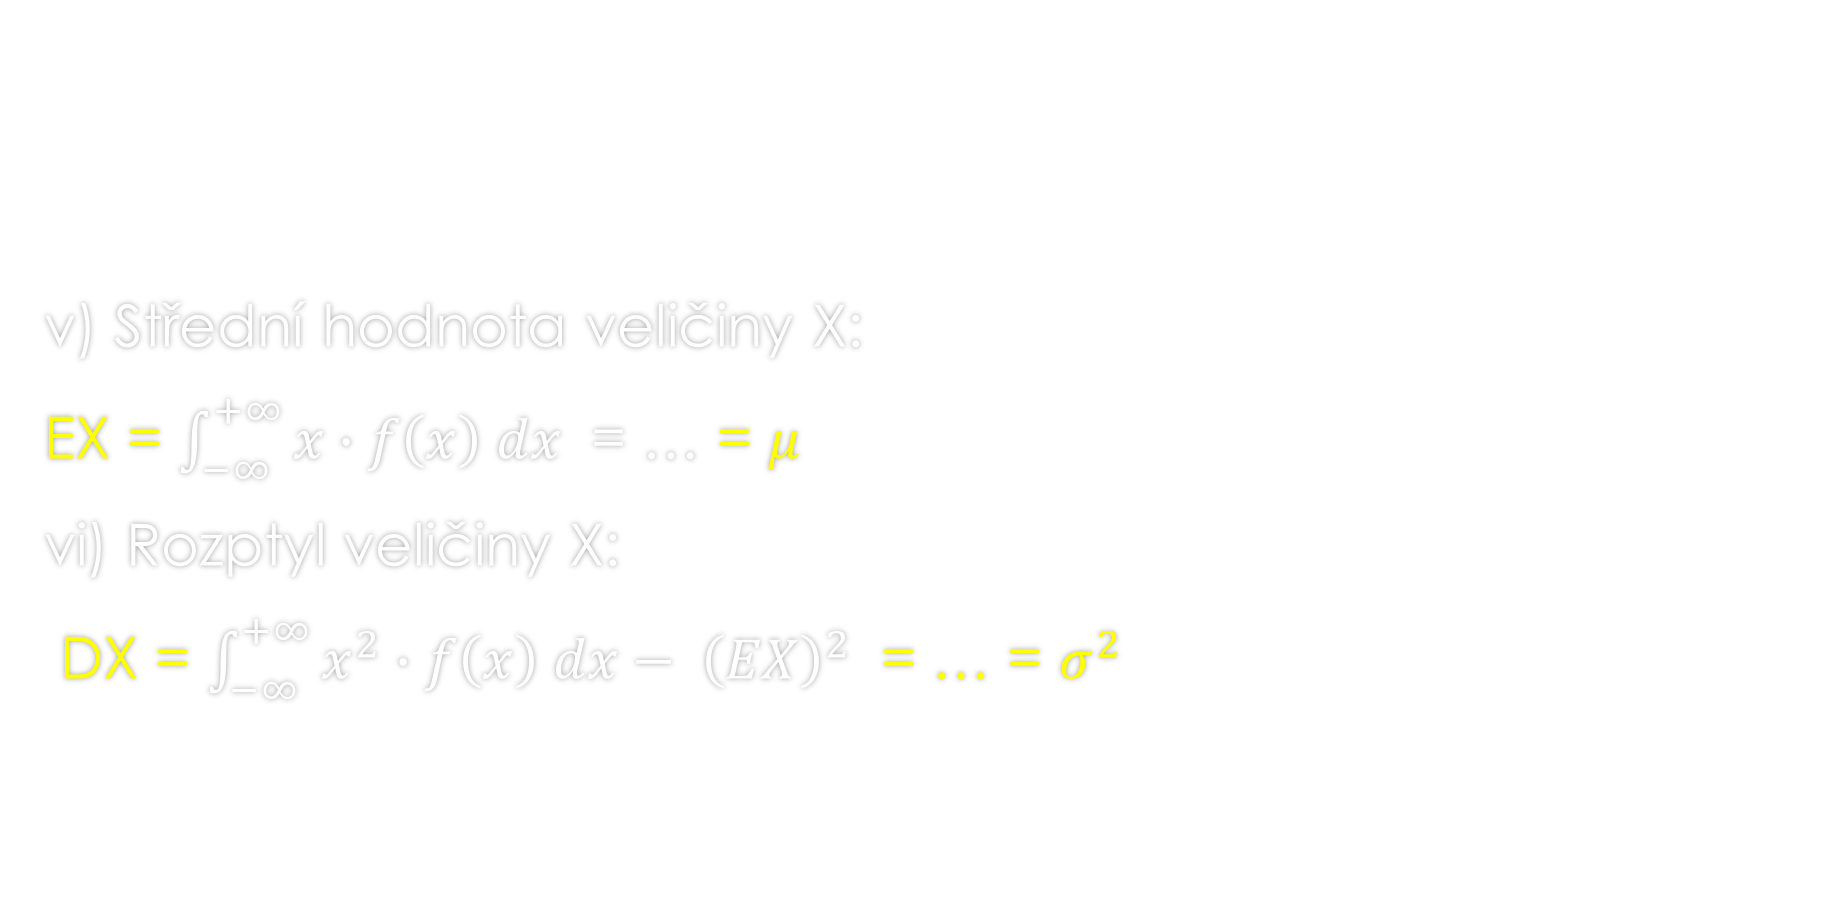 v) Střední hodnota veličiny X:
EX = ∫₋∞⁺∞ x · f(x) dx = … = μ
vi) Rozptyl veličiny X:
DX = ∫₋∞⁺∞ x² · f(x) dx − (EX)² = … = σ²